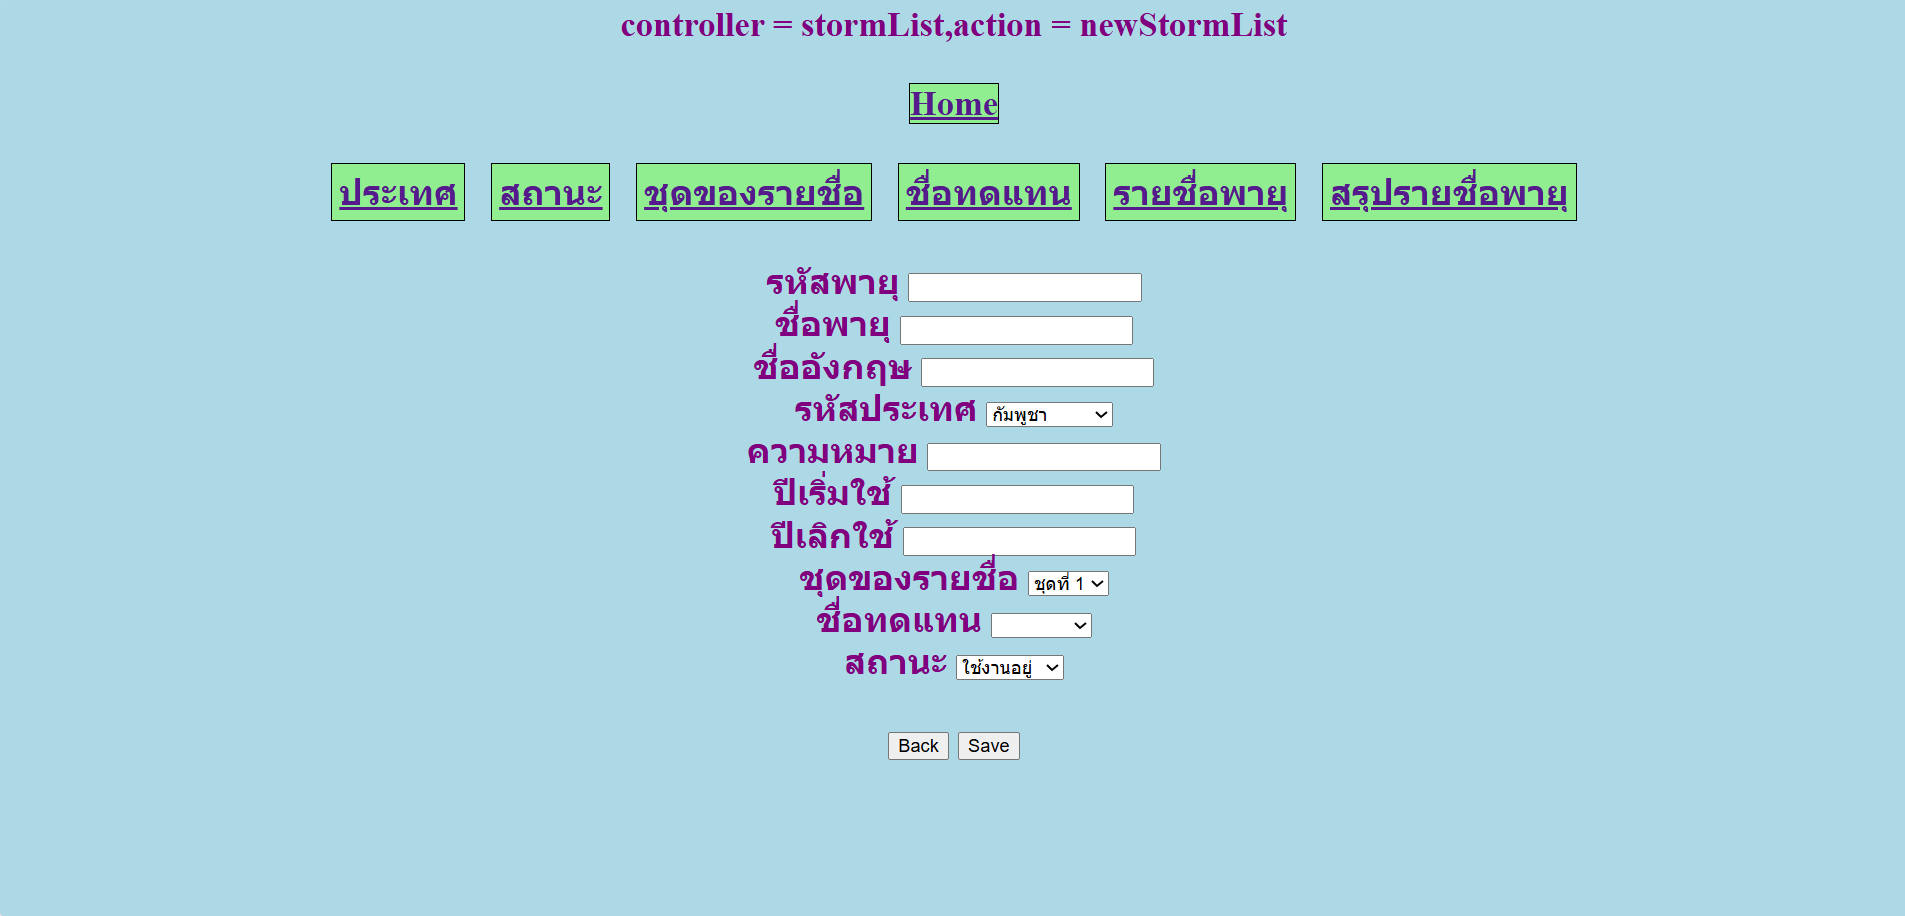 controller = stormList,action = newStormList
Home
ประเทศ สถานะ ชุดของรายชื่อ ชื่อทดแทน รายชื่อพายุ สรุปรายชื่อพายุ
รหัสพายุ
ชื่อพายุ
ชื่ออังกฤษ
รหัสประเทศ กัมพูชา
ความหมาย
ปีเริ่มใช้
ปีเลิกใช้
ชุดของรายชื่อ ชุดที่ 1
ชื่อทดแทน
สถานะ ใช้งานอยู่
Back Save